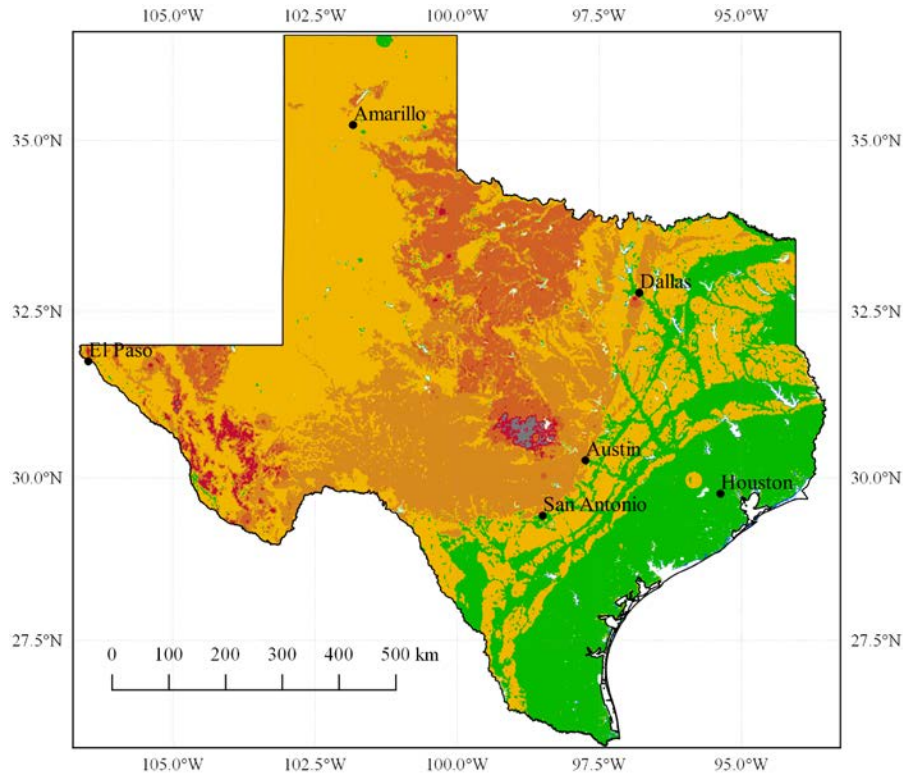 105.0°W 102.5°W 100.0°W 97.5°W 95.0°W
Amarillo
35.0°N 35.0°N
Dallas
32.5°N 32.5°N
El Paso
Austin
30.0°N 30.0°N
Houston
San Antonio
27.5°N 27.5°N
0 100 200 300 400 500 km
105.0°W 102.5°W 100.0°W 97.5°W 95.0°W